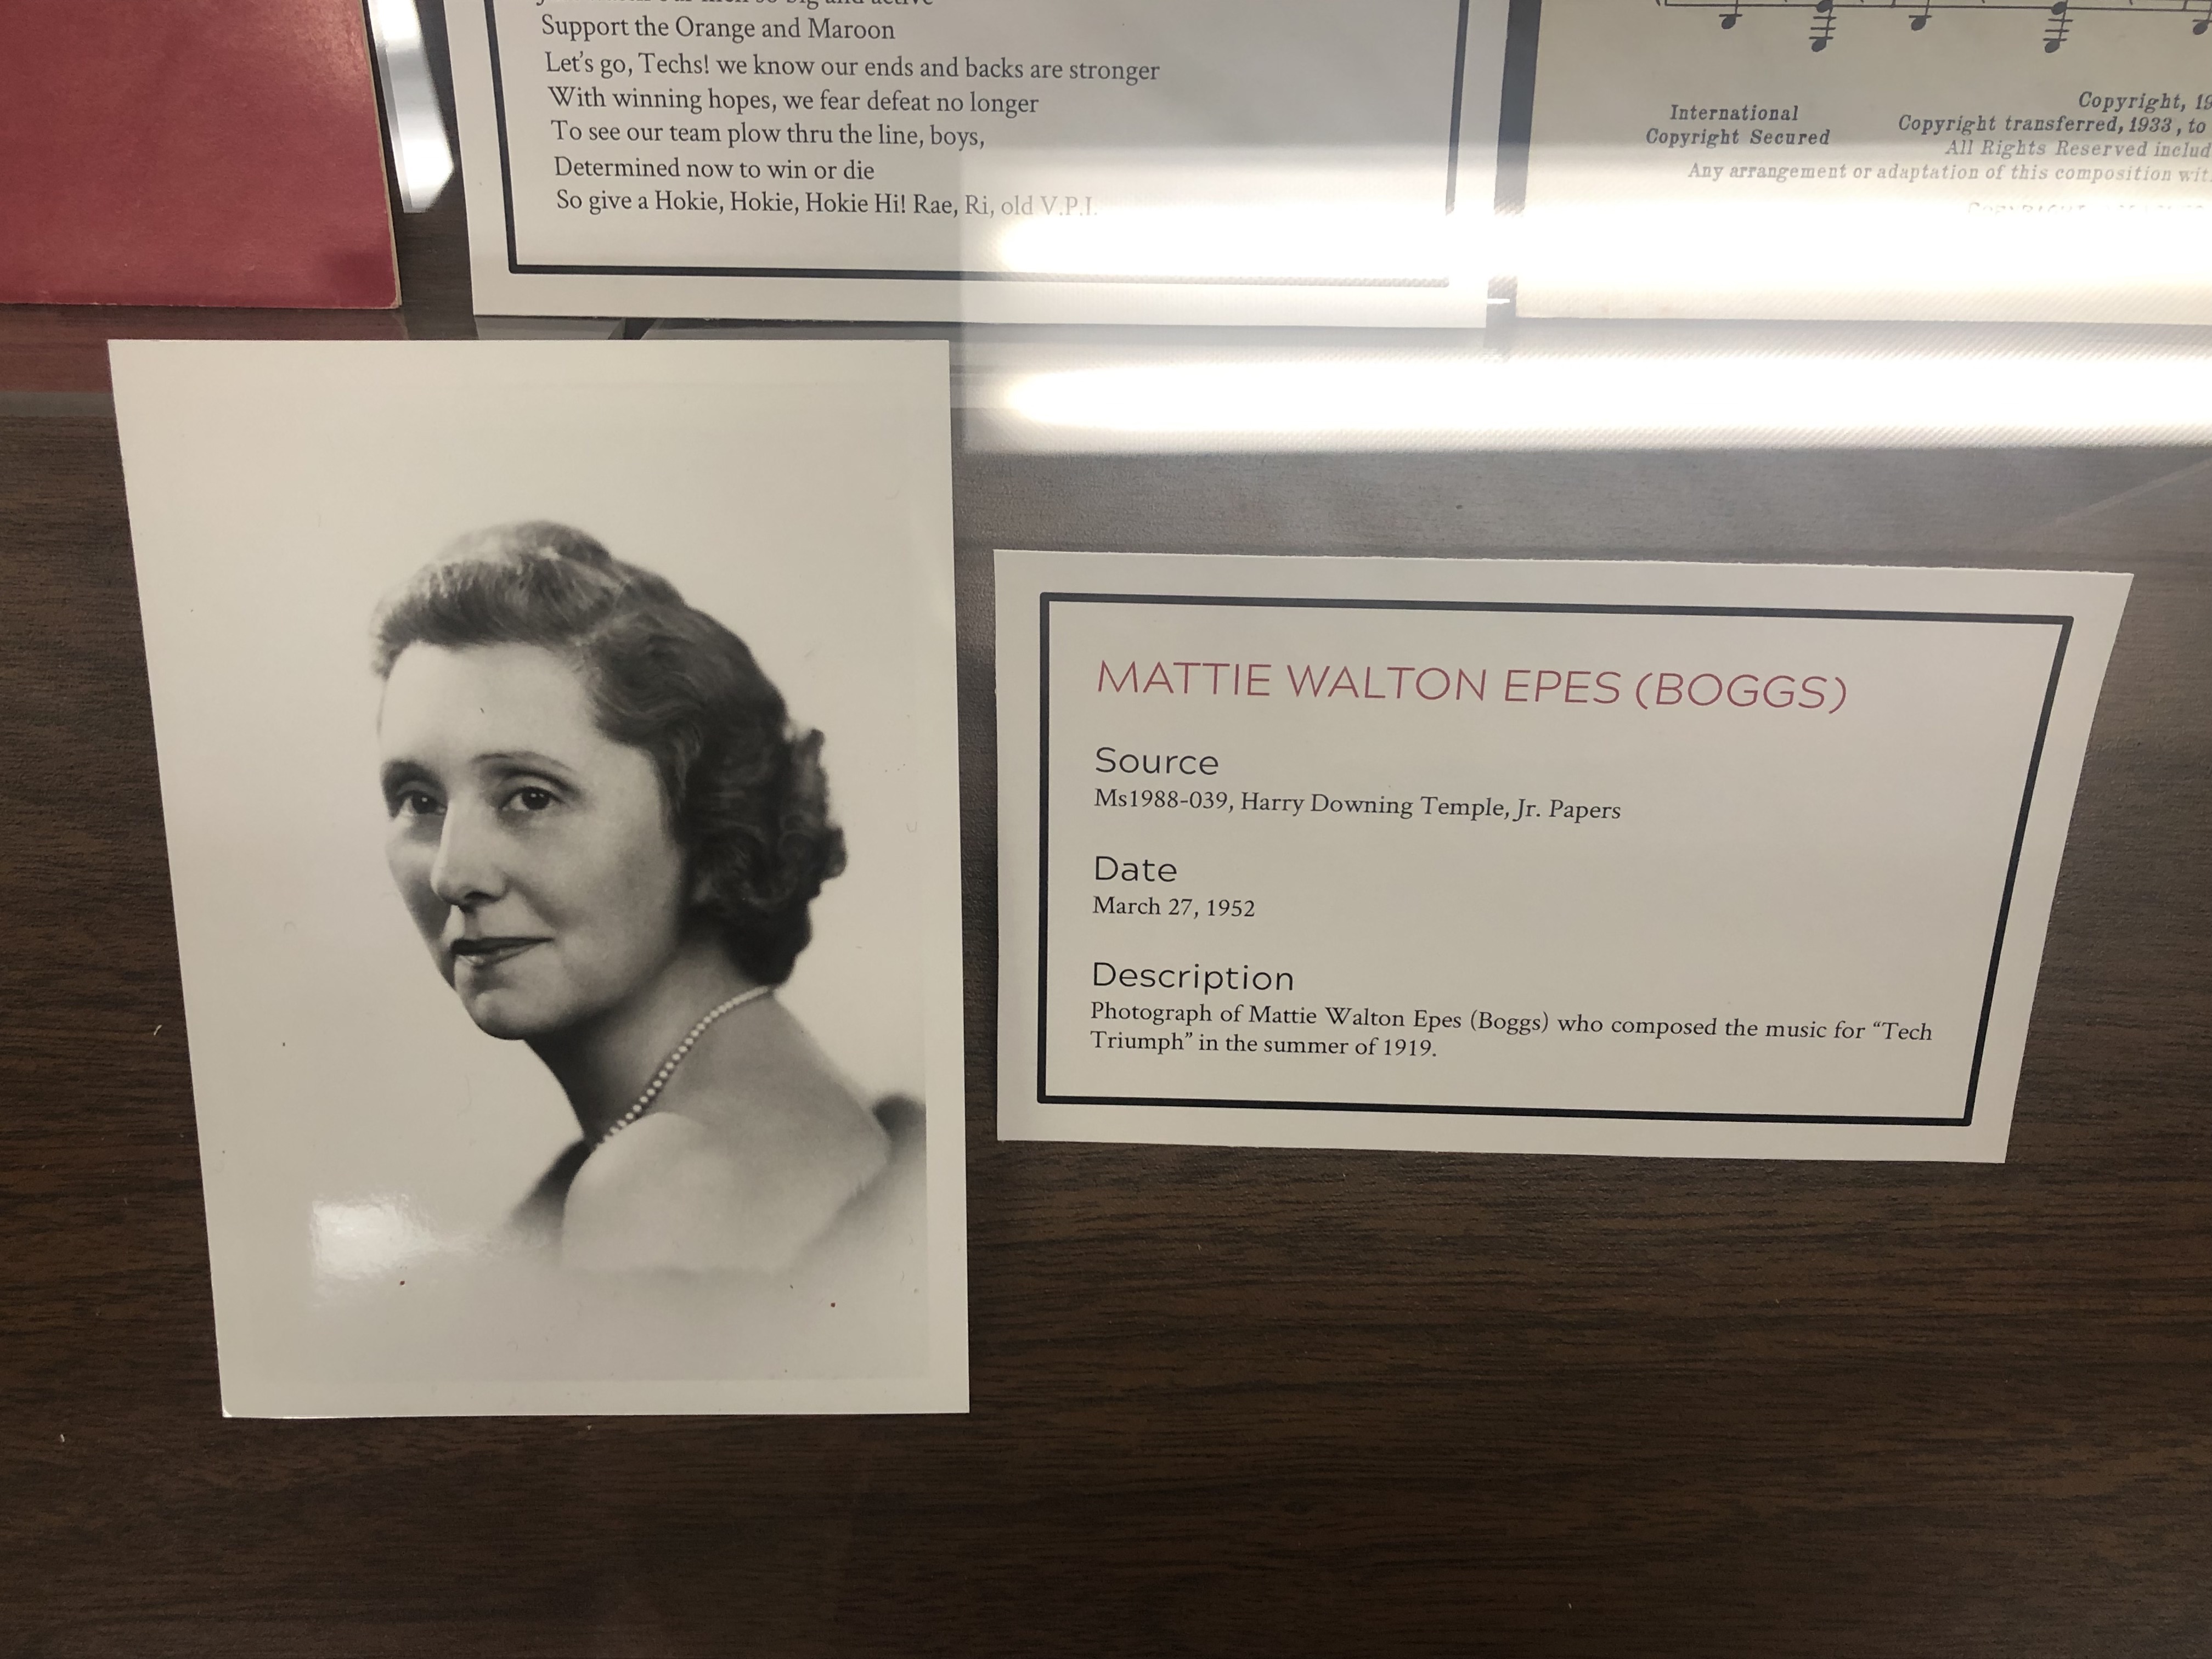 Support the Orange and Maroon
Let's go, Techs! we know our ends and backs are stronger
With winning hopes, we fear defeat no longer
To see our team plow thru the line, boys,
Determined now to win or die
So give a Hokie, Hokie, Hokie Hi! Rae, Ri, old V.P.I.
International
Copyright Secured
Copyright, 19
Copyright transferred, 1933, to
All Rights Reserved includ
Any arrangement or adaptation of this composition wit
MATTIE WALTON EPES (BOGGS)
Source
Ms1988-039, Harry Downing Temple, Jr. Papers
Date
March 27, 1952
Description
Photograph of Mattie Walton Epes (Boggs) who composed the music for “Tech
Triumph” in the summer of 1919.